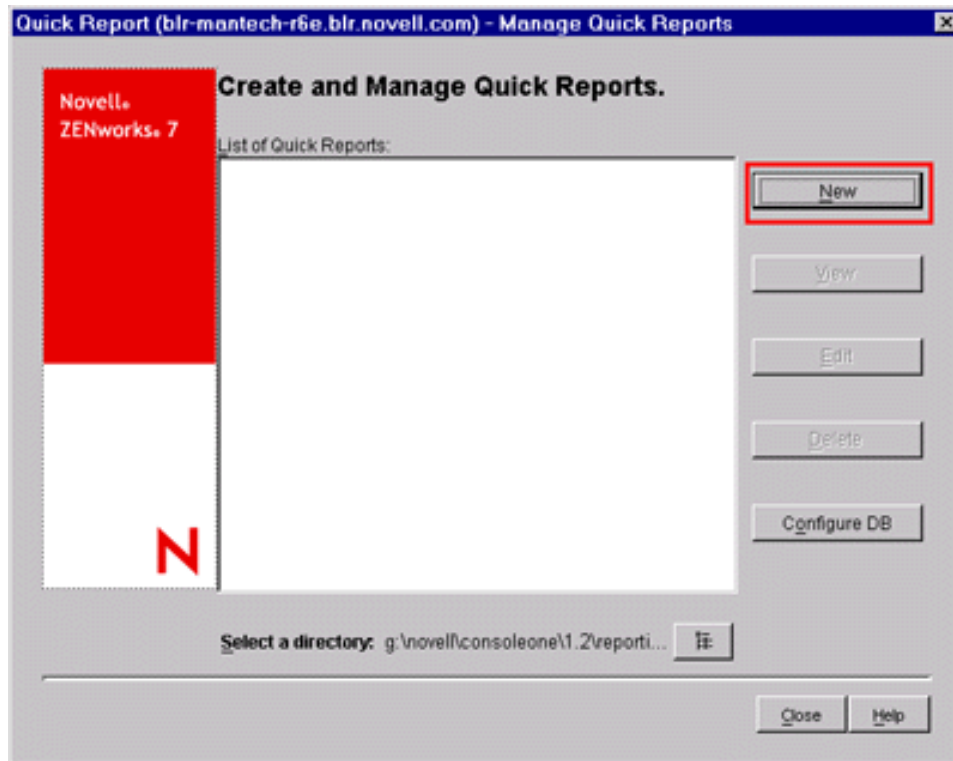 Quick Report (blr-mantech-r6e.blr.novell.com) - Manage Quick Reports
Novell®
ZENworks® 7
Create and Manage Quick Reports.
List of Quick Reports:
New
View
Edit
Delete
Configure DB
N
Select a directory: g:\novell\consoleone\1.2\reporti...
Close
Help